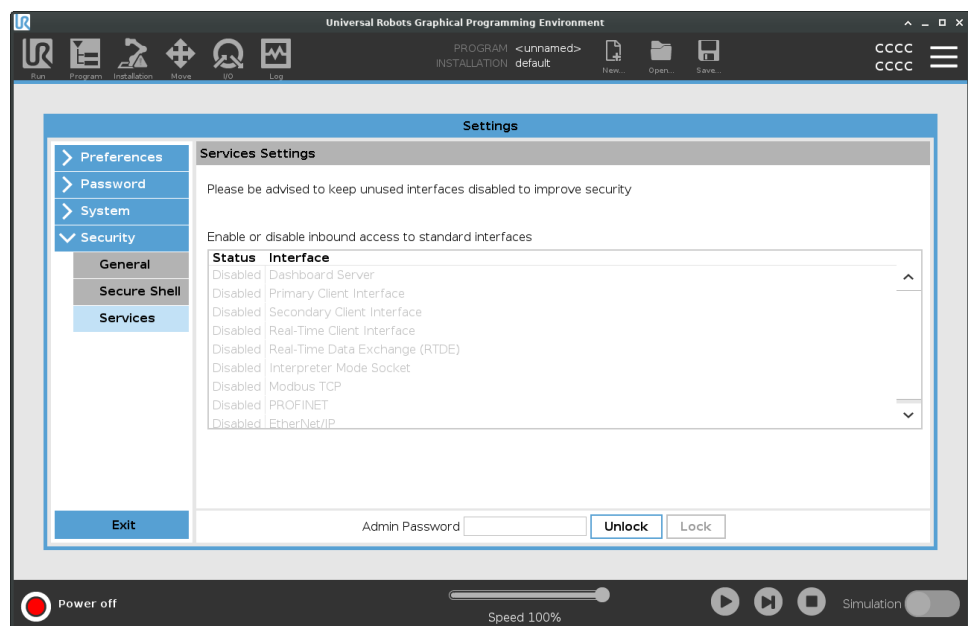 Universal Robots Graphical Programming Environment
UR
Run
Program
Installation
Move
I/O
Log
PROGRAM <unnamed>
INSTALLATION default
New...
Open...
Save...
CCCC
CCCC
Settings
Preferences
Password
System
Security
General
Secure Shell
Services
Exit
Services Settings
Please be advised to keep unused interfaces disabled to improve security
Enable or disable inbound access to standard interfaces
Status Interface
Disabled Dashboard Server
Disabled Primary Client Interface
Disabled Secondary Client Interface
Disabled Real-Time Client Interface
Disabled Real-Time Data Exchange (RTDE)
Disabled Interpreter Mode Socket
Disabled Modbus TCP
Disabled PROFINET
Disabled EtherNet/IP
Admin Password
Unlock
Lock
Power off
Speed 100%
Simulation